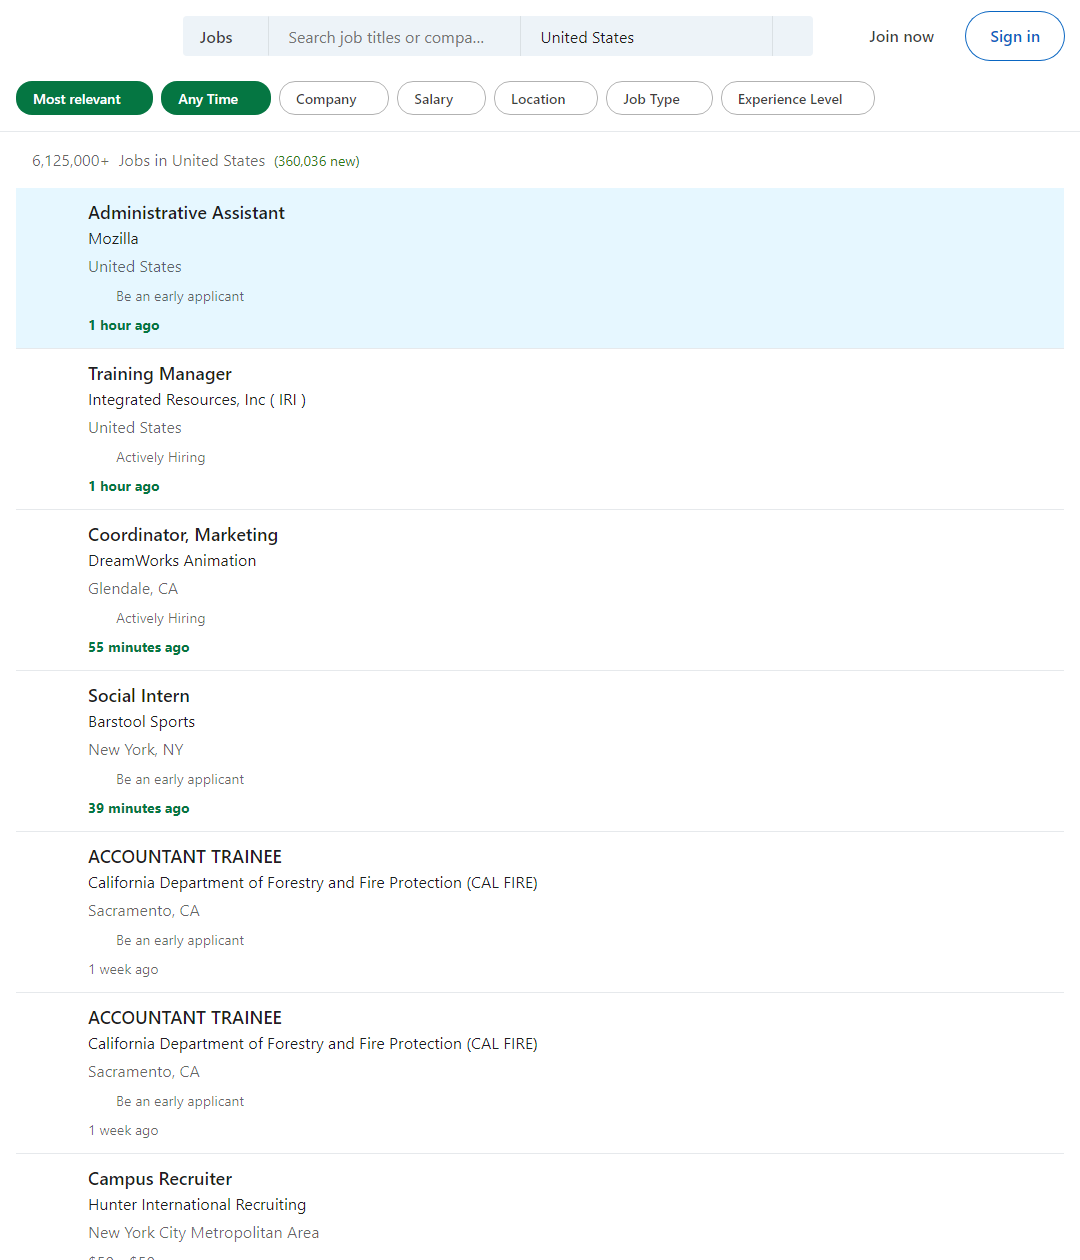 Jobs Search job titles or compa... United States Join now Sign in
Most relevant Any Time Company Salary Location Job Type Experience Level
6,125,000+ Jobs in United States (360,036 new)
Administrative Assistant
Mozilla
United States
Be an early applicant
1 hour ago
Training Manager
Integrated Resources, Inc ( IRI )
United States
Actively Hiring
1 hour ago
Coordinator, Marketing
DreamWorks Animation
Glendale, CA
Actively Hiring
55 minutes ago
Social Intern
Barstool Sports
New York, NY
Be an early applicant
39 minutes ago
ACCOUNTANT TRAINEE
California Department of Forestry and Fire Protection (CAL FIRE)
Sacramento, CA
Be an early applicant
1 week ago
ACCOUNTANT TRAINEE
California Department of Forestry and Fire Protection (CAL FIRE)
Sacramento, CA
Be an early applicant
1 week ago
Campus Recruiter
Hunter International Recruiting
New York City Metropolitan Area